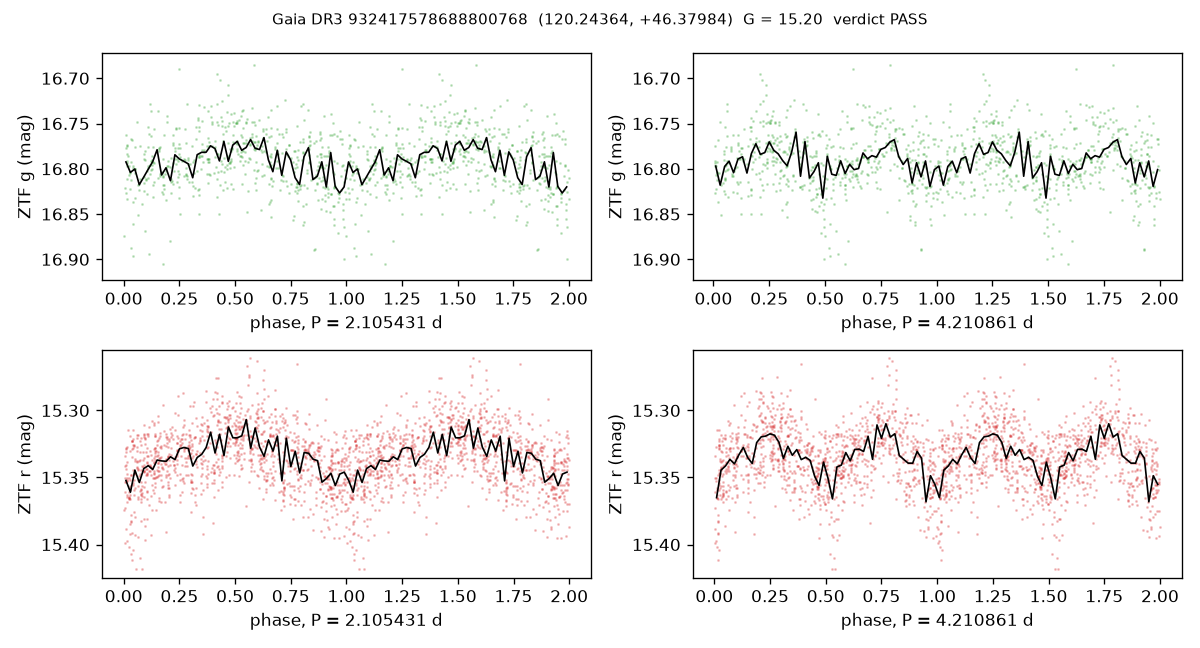 Gaia DR3 932417578688800768 (120.24364, +46.37984) G = 15.20 verdict PASS
ZTF g (mag)
16.70
16.75
16.80
16.85
16.90
0.00 0.25 0.50 0.75 1.00 1.25 1.50 1.75 2.00
phase, P = 2.105431 d
ZTF g (mag)
16.70
16.75
16.80
16.85
16.90
0.00 0.25 0.50 0.75 1.00 1.25 1.50 1.75 2.00
phase, P = 4.210861 d
ZTF r (mag)
15.30
15.35
15.40
0.00 0.25 0.50 0.75 1.00 1.25 1.50 1.75 2.00
phase, P = 2.105431 d
ZTF r (mag)
15.30
15.35
15.40
0.00 0.25 0.50 0.75 1.00 1.25 1.50 1.75 2.00
phase, P = 4.210861 d